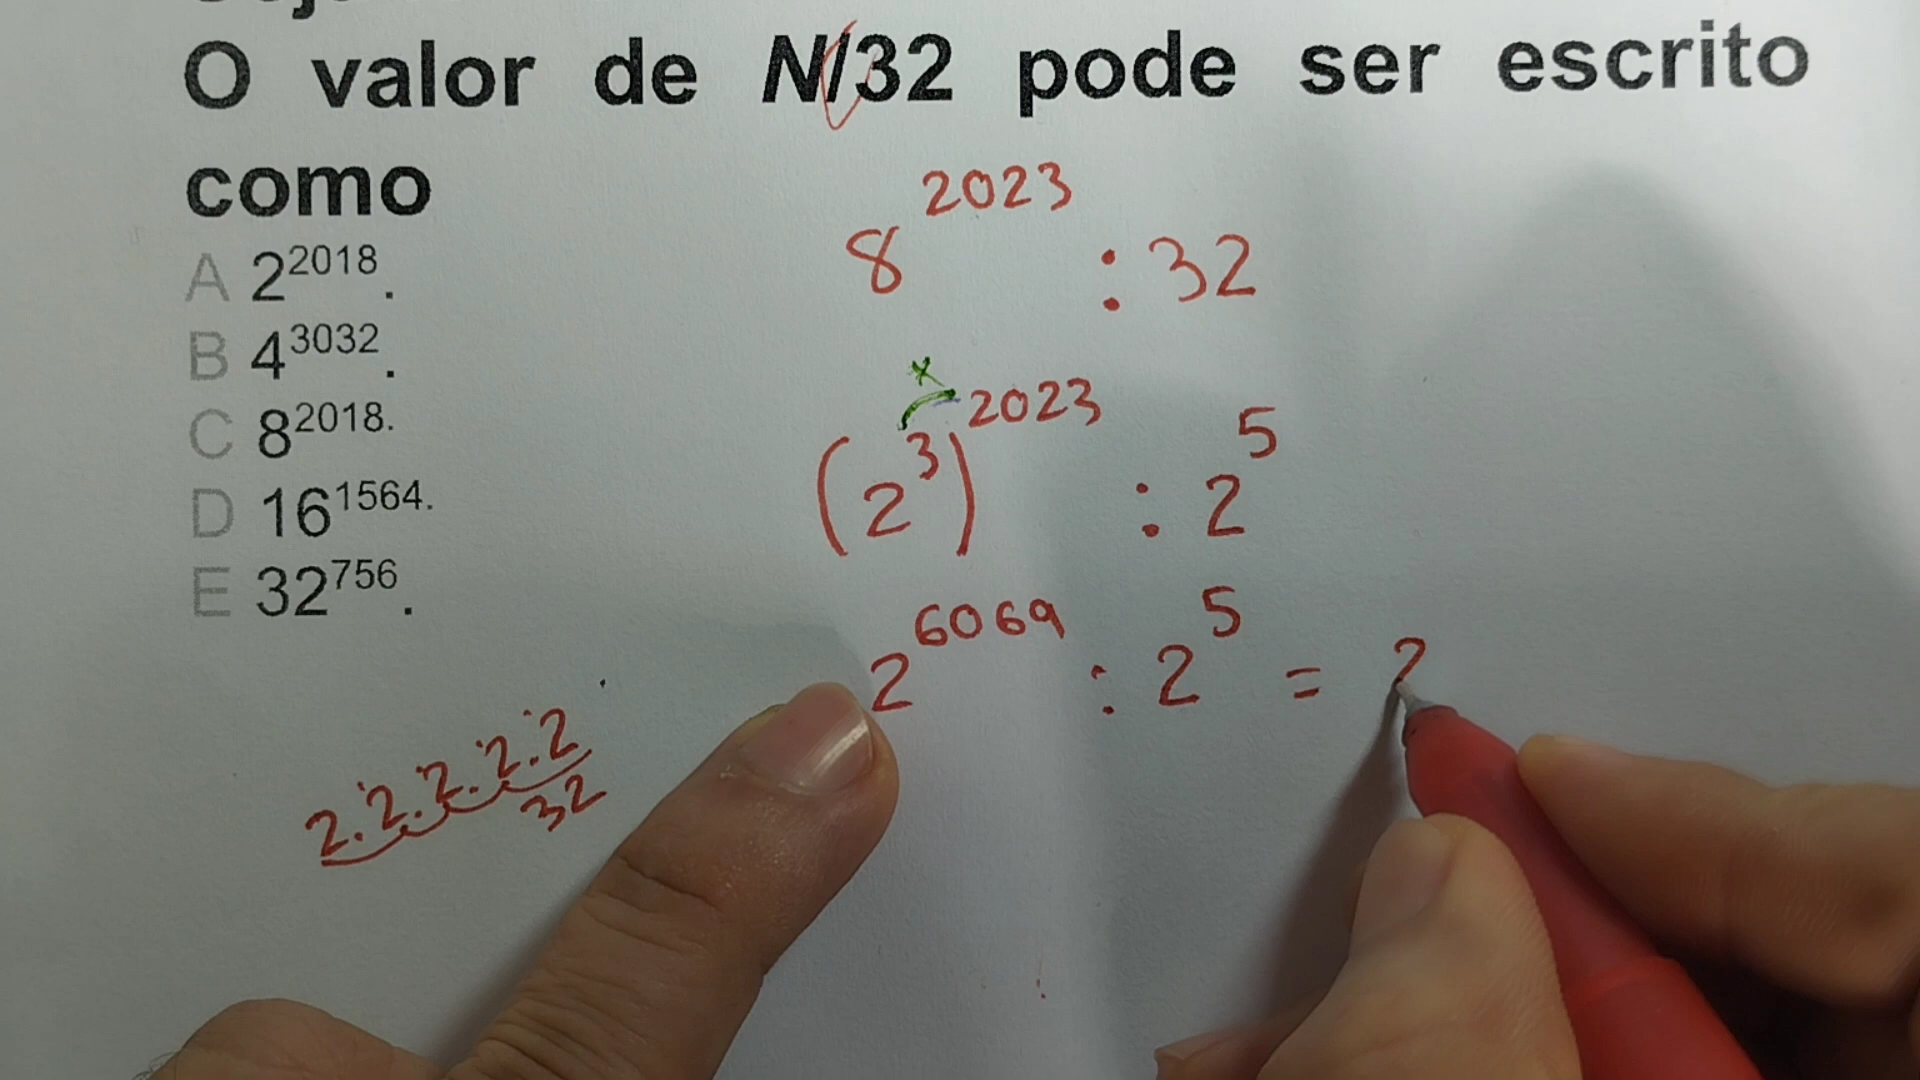 O valor de N/32 pode ser escrito
como
8^2023 : 32
A 2^2018.
B 4^3032.
C 8^2018.
D 16^1564.
E 32^756.
x
(2^3)^2023 : 2^5
2^6069 : 2^5 = 2
2.2.2.2.2
32